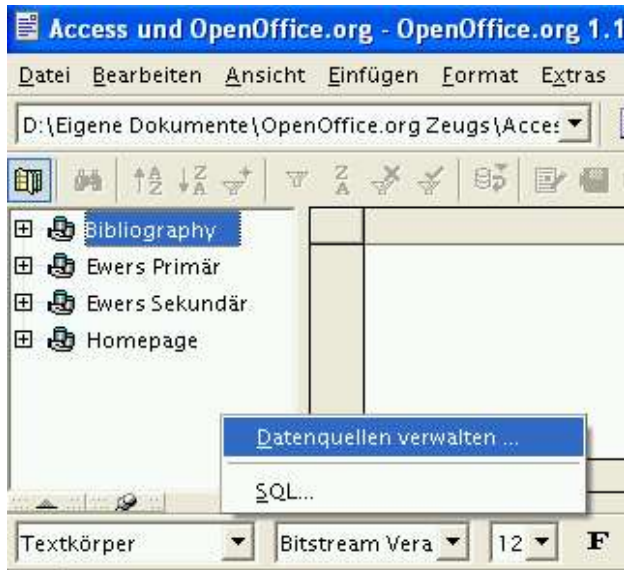 Access und OpenOffice.org - OpenOffice.org 1.1
Datei Bearbeiten Ansicht Einfügen Format Extras
D:\Eigene Dokumente\OpenOffice.org Zeugs\Acces
Bibliography
Ewers Primär
Ewers Sekundär
Homepage
Datenquellen verwalten ...
SQL...
Textkörper Bitstream Vera 12 F